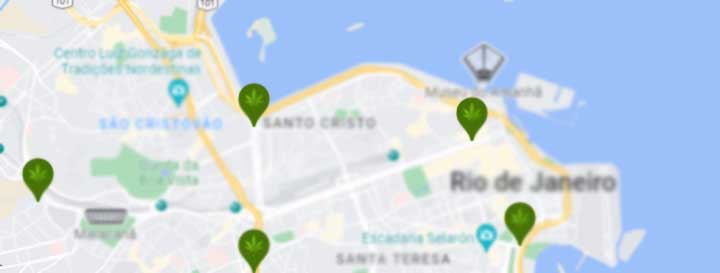 101
101
Centro Luiz Gonzaga de
Tradições Nordestinas
Museu do Amanhã
SÃO CRISTÓVÃO
SANTO CRISTO
Quinta da
Boa Vista
Rio de Janeiro
Maracanã
Escadaria Selarón
SANTA TERESA